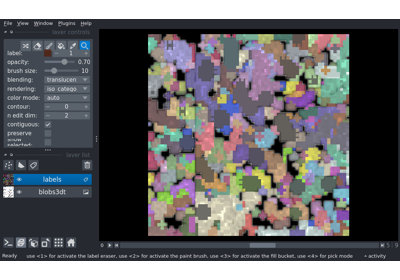 File View Window Plugins Help
layer controls
label: 1
opacity: 0.70
brush size: 10
blending: translucen
rendering: iso_catego
color mode: auto
contour: 0
n edit dim: 2
contiguous:
preserve
show
selected:
layer list
labels
blobs3dt
Ready use <1> for activate the label eraser, use <2> for activate the paint brush, use <3> for activate the fill bucket, use <4> for pick mode activity